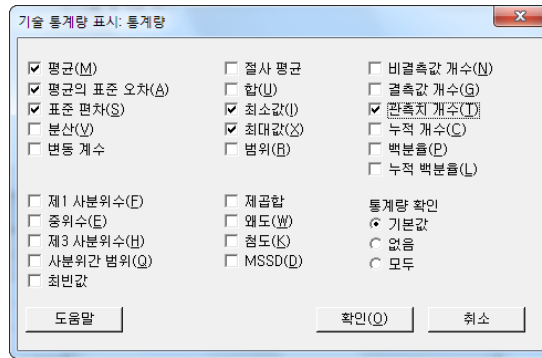 기술 통계량 표시: 통계량
평균(M)
절사 평균
비결측값 개수(N)
평균의 표준 오차(A)
합(U)
결측값 개수(G)
표준 편차(S)
최소값(I)
관측치 개수(T)
분산(V)
최대값(X)
누적 개수(C)
변동 계수
범위(R)
백분율(P)
누적 백분율(L)
제1 사분위수(F)
제곱합
통계량 확인
중위수(E)
왜도(W)
기본값
제3 사분위수(H)
첨도(K)
없음
사분위간 범위(Q)
MSSD(D)
모두
최빈값
도움말
확인(O)
취소